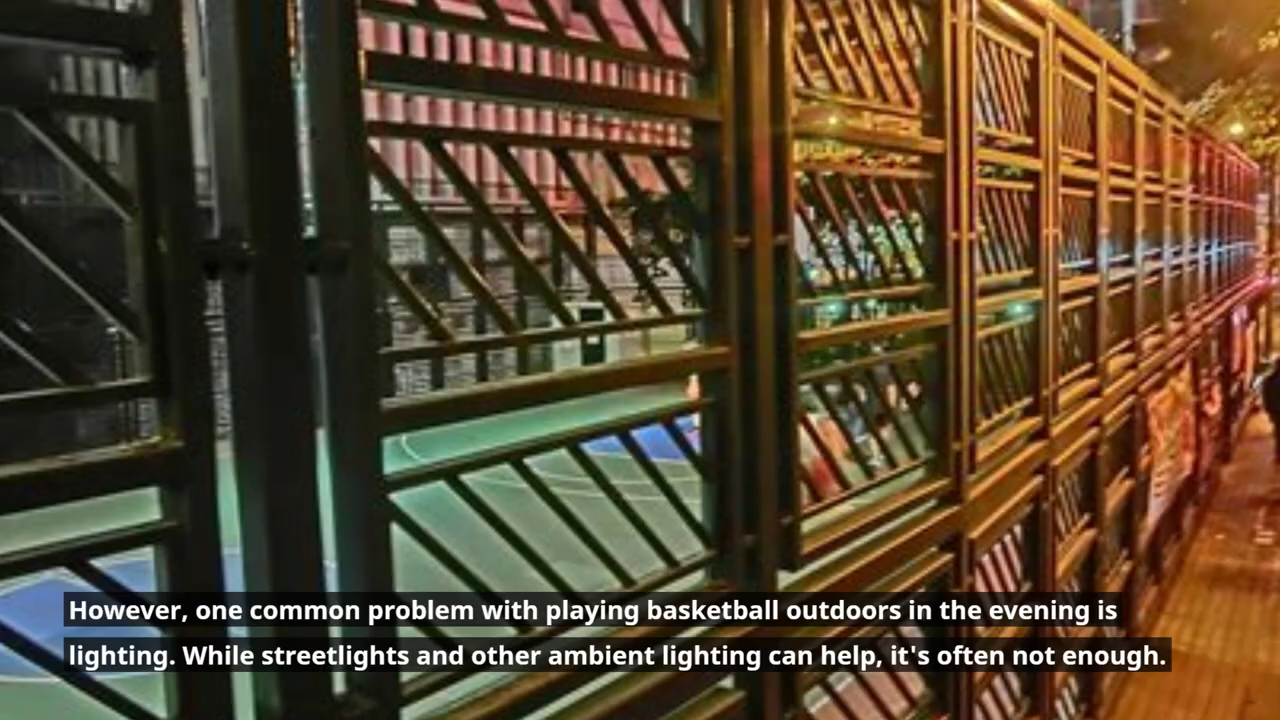 However, one common problem with playing basketball outdoors in the evening is
lighting. While streetlights and other ambient lighting can help, it's often not enough.